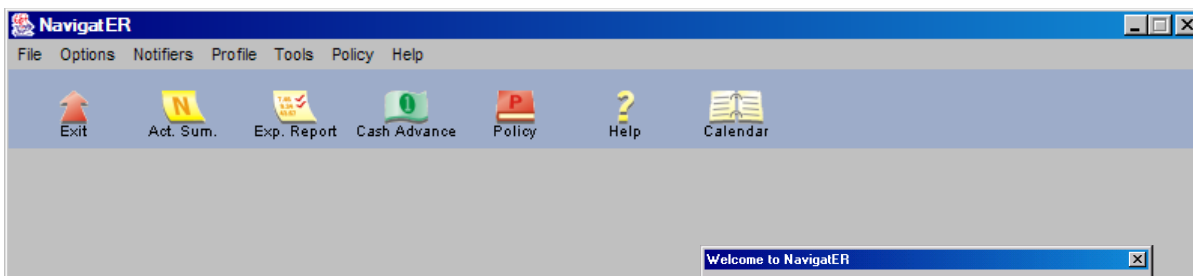 NavigatER
File Options Notifiers Profile Tools Policy Help
N P
Exit Act. Sum. Exp. Report Cash Advance Policy Help Calendar
Welcome to NavigatER